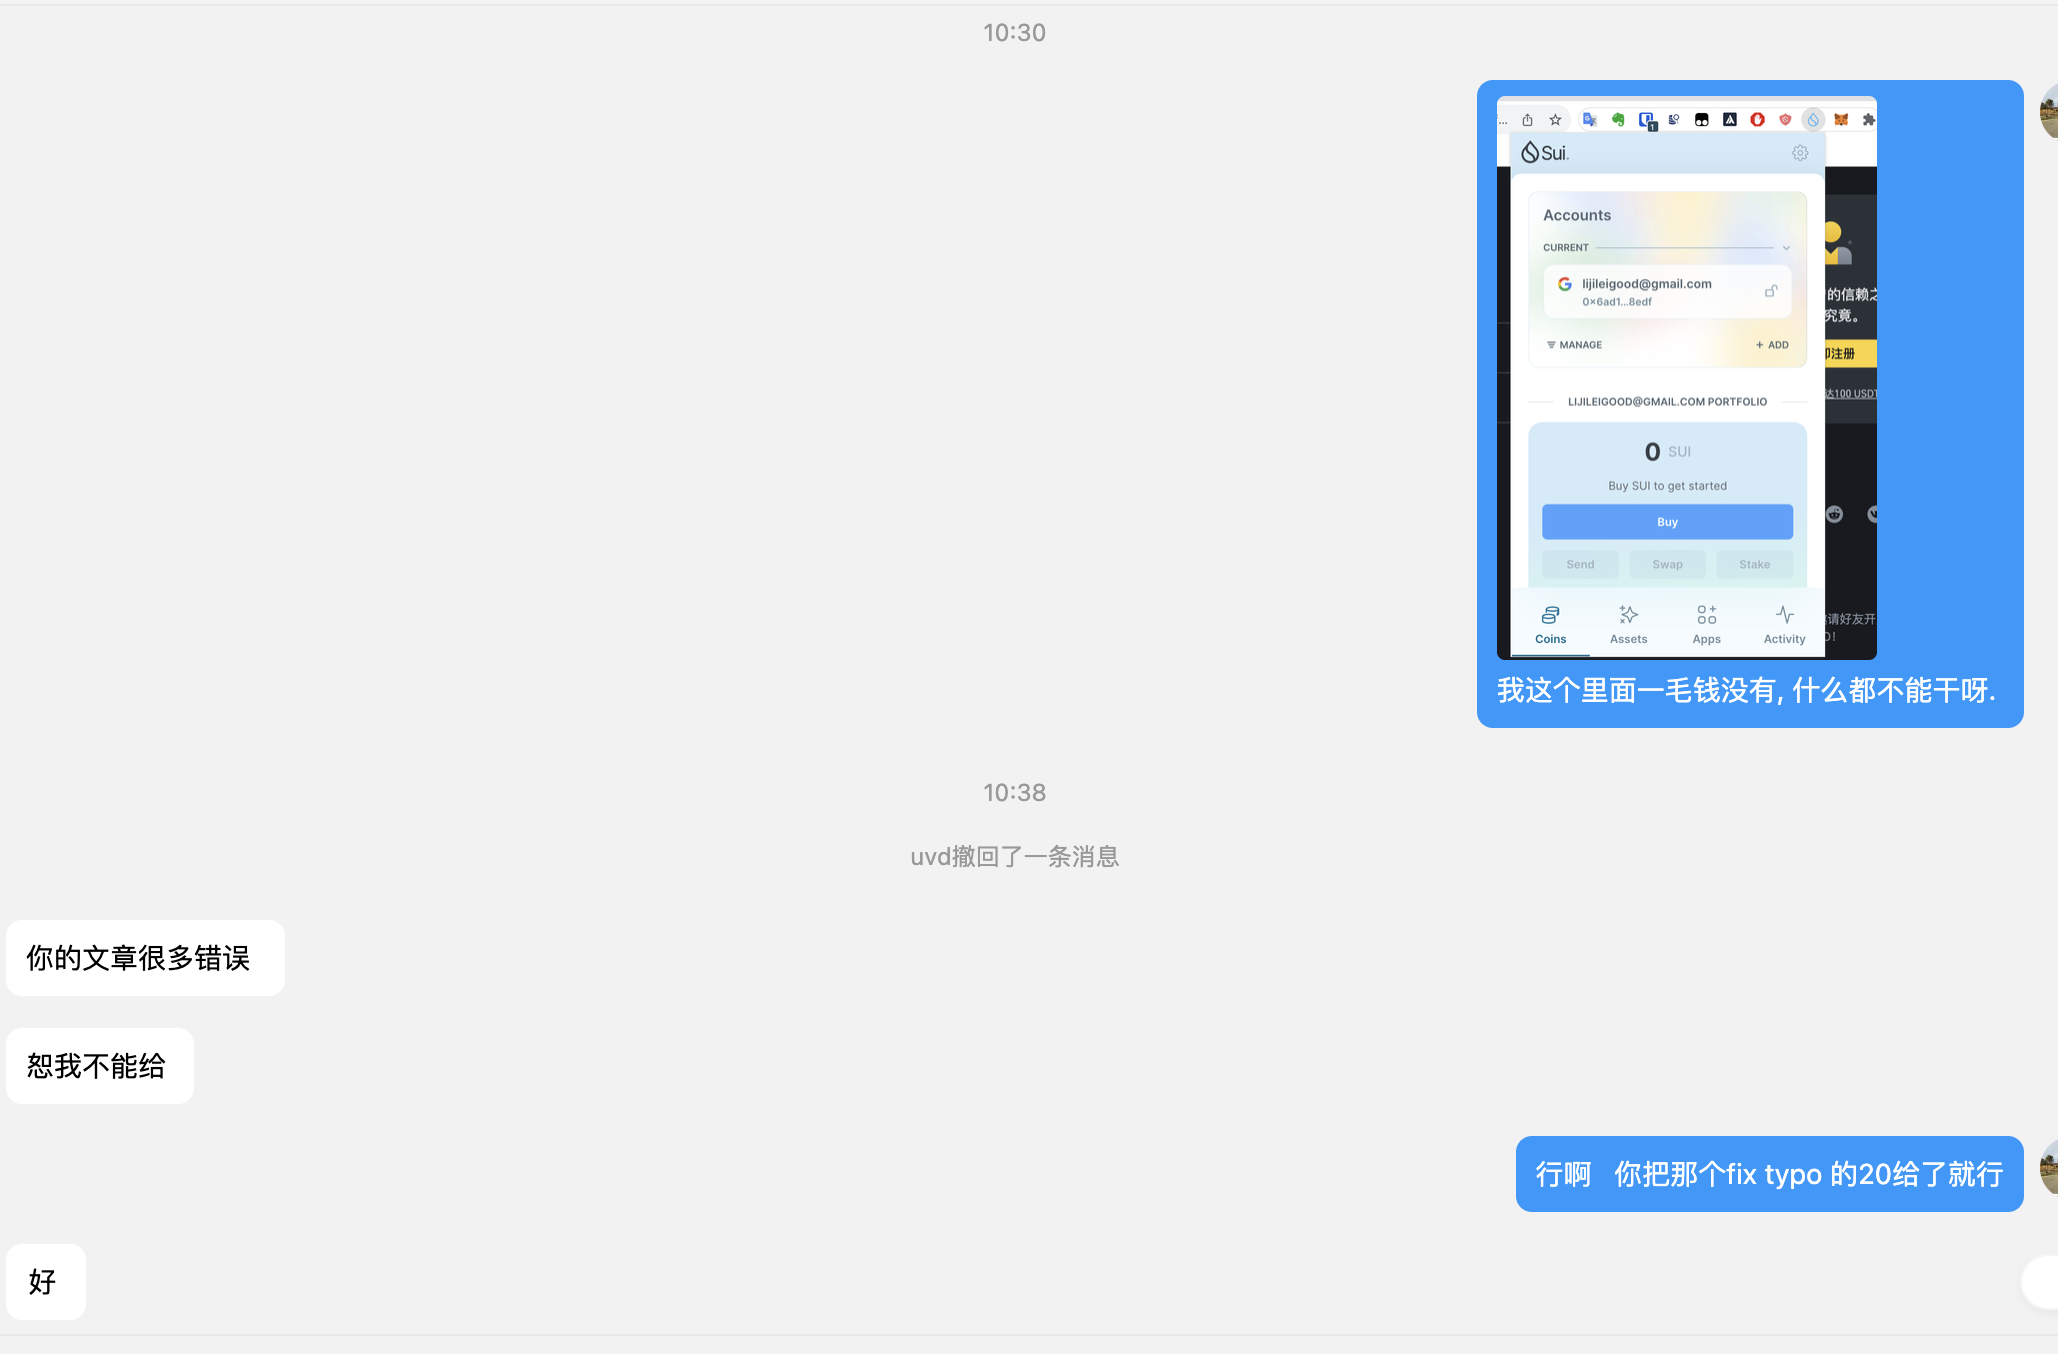 10:30
Sui.
Accounts
CURRENT
lijileigood@gmail.com
0×6ad1...8edf
MANAGE
+ ADD
LIJILEIGOOD@GMAIL.COM PORTFOLIO
0 SUI
Buy SUI to get started
Buy
Send Swap Stake
Coins Assets Apps Activity
的信赖之
究竟。
即注册
达100 USDT
请好友开
我这个里面一毛钱没有, 什么都不能干呀.
10:38
uvd撤回了一条消息
你的文章很多错误
恕我不能给
行啊 你把那个fix typo 的20给了就行
好